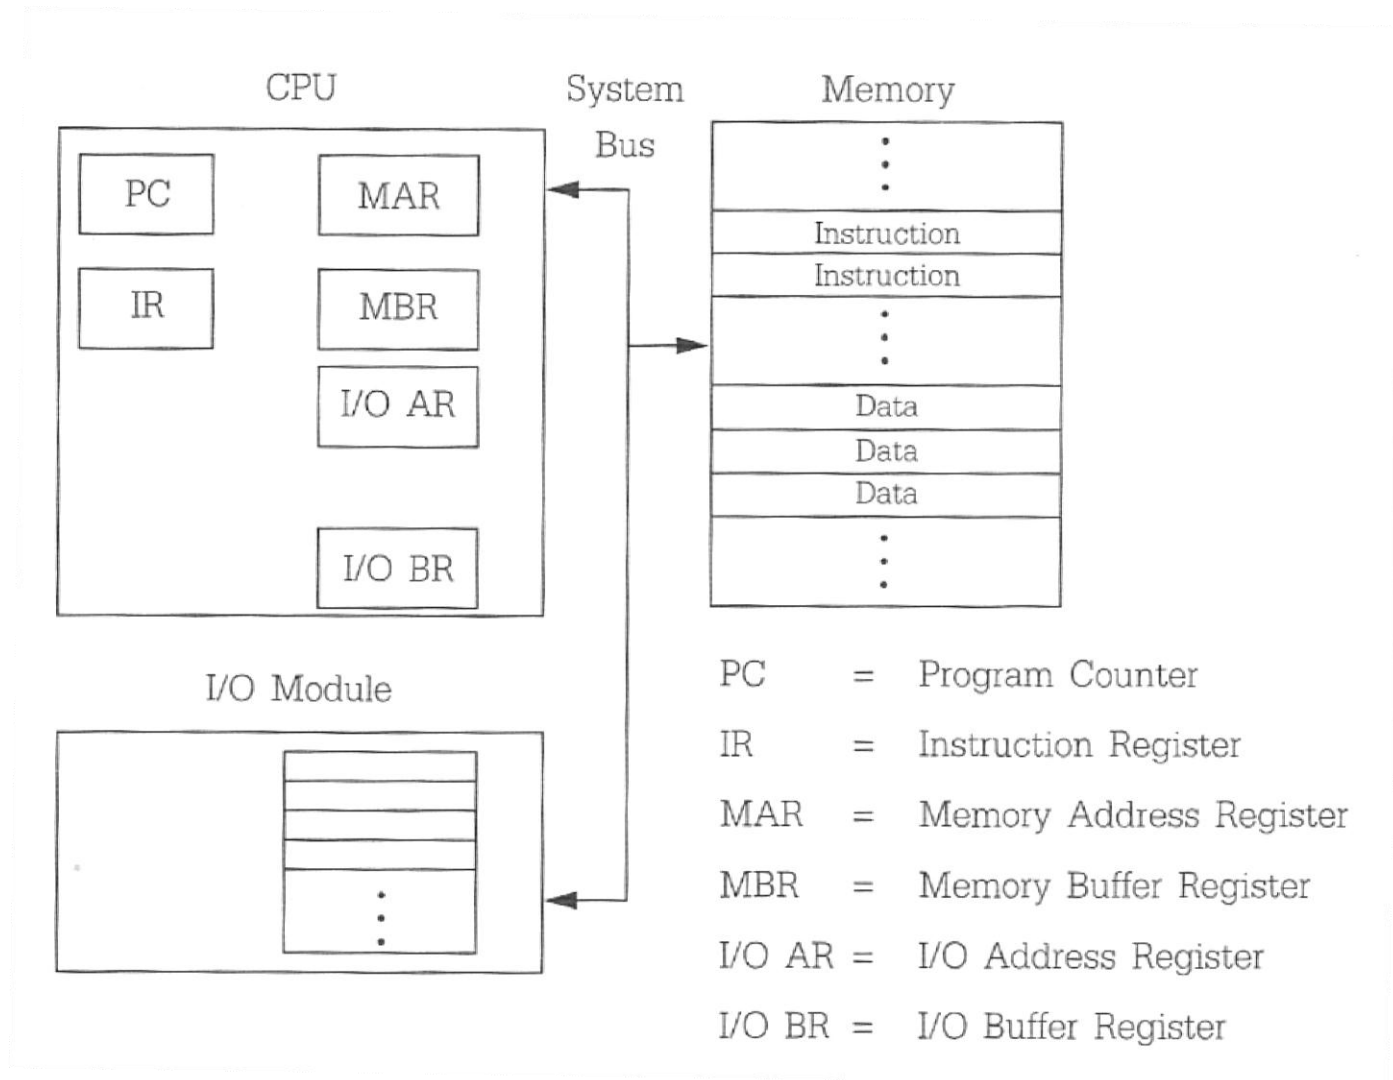 CPU
System
Bus
Memory
PC
MAR
IR
MBR
I/O AR
I/O BR
Instruction
Instruction
Data
Data
Data
I/O Module
PC = Program Counter
IR = Instruction Register
MAR = Memory Address Register
MBR = Memory Buffer Register
I/O AR = I/O Address Register
I/O BR = I/O Buffer Register